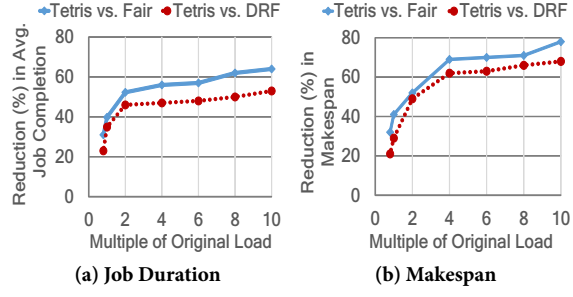 Tetris vs. Fair Tetris vs. DRF
Reduction (%) in Avg.
Job Completion
80
60
40
20
0
0 2 4 6 8 10
Multiple of Original Load
(a) Job Duration
Tetris vs. Fair Tetris vs. DRF
Reduction (%) in
Makespan
80
60
40
20
0
0 2 4 6 8 10
Multiple of Original Load
(b) Makespan